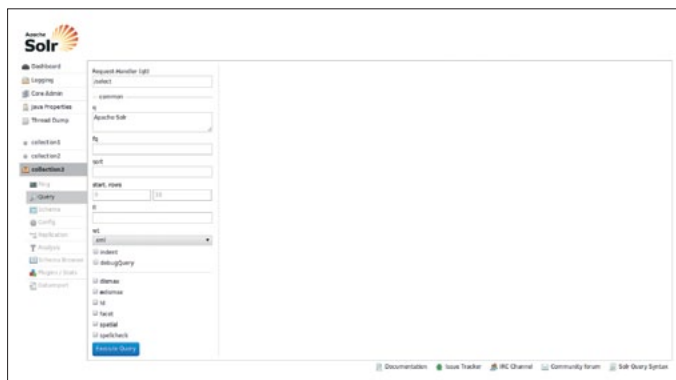 Apache
Solr
Dashboard
Logging
Core Admin
Java Properties
Thread Dump
collection1
collection2
collection3
Ping
Query
Schema
Config
Replication
Analysis
Schema Browser
Plugins / Stats
Dataimport
Request-Handler (qt)
/select
common
q
Apache Solr
fq
sort
start, rows
0 10
fl
wt
xml
indent
debugQuery
dismax
edismax
hl
facet
spatial
spellcheck
Execute Query
Documentation Issue Tracker IRC Channel Community forum Solr Query Syntax